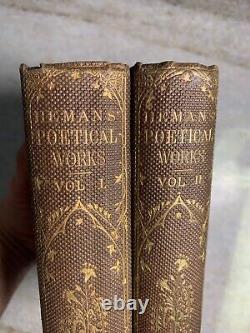 HEMANS
POETICAL
WORKS
VOL I.
HEMANS
POETICAL
WORKS
VOL II
ebay